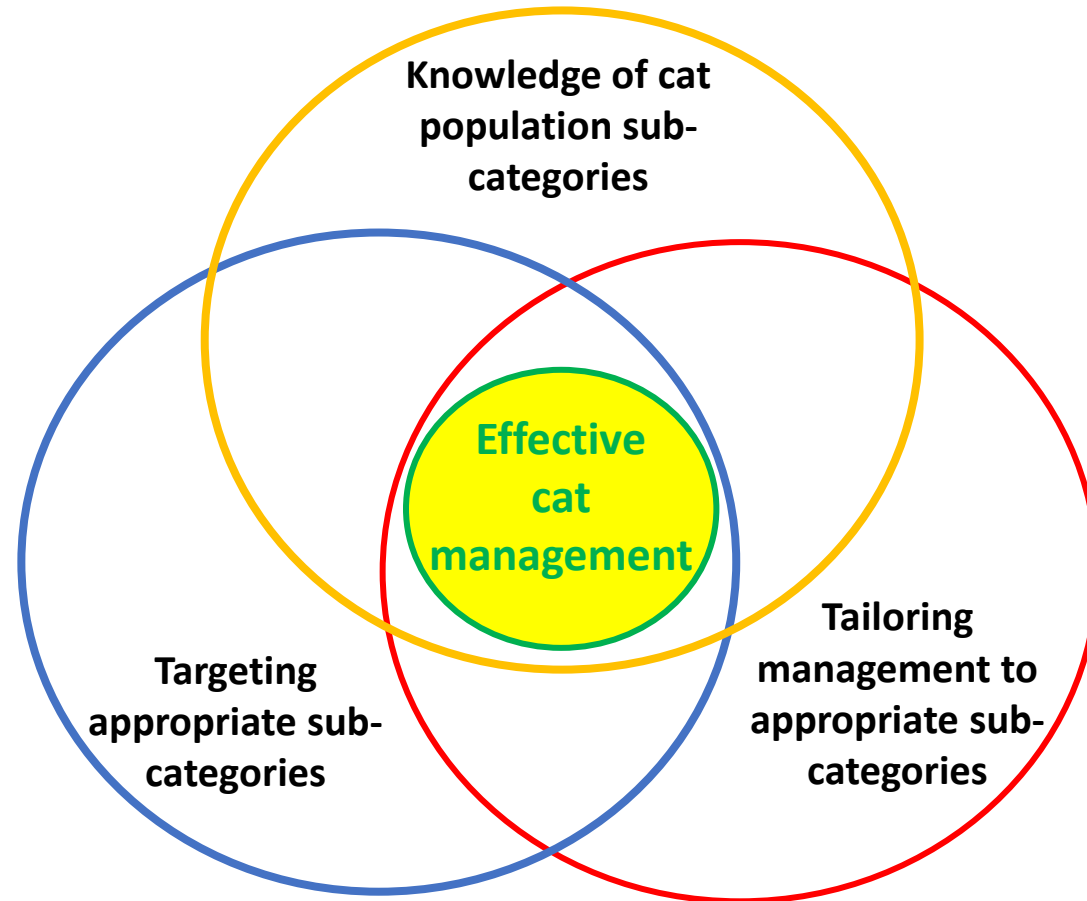 Knowledge of cat
population sub-
categories
Effective
cat
management
Targeting
appropriate sub-
categories
Tailoring
management to
appropriate sub-
categories